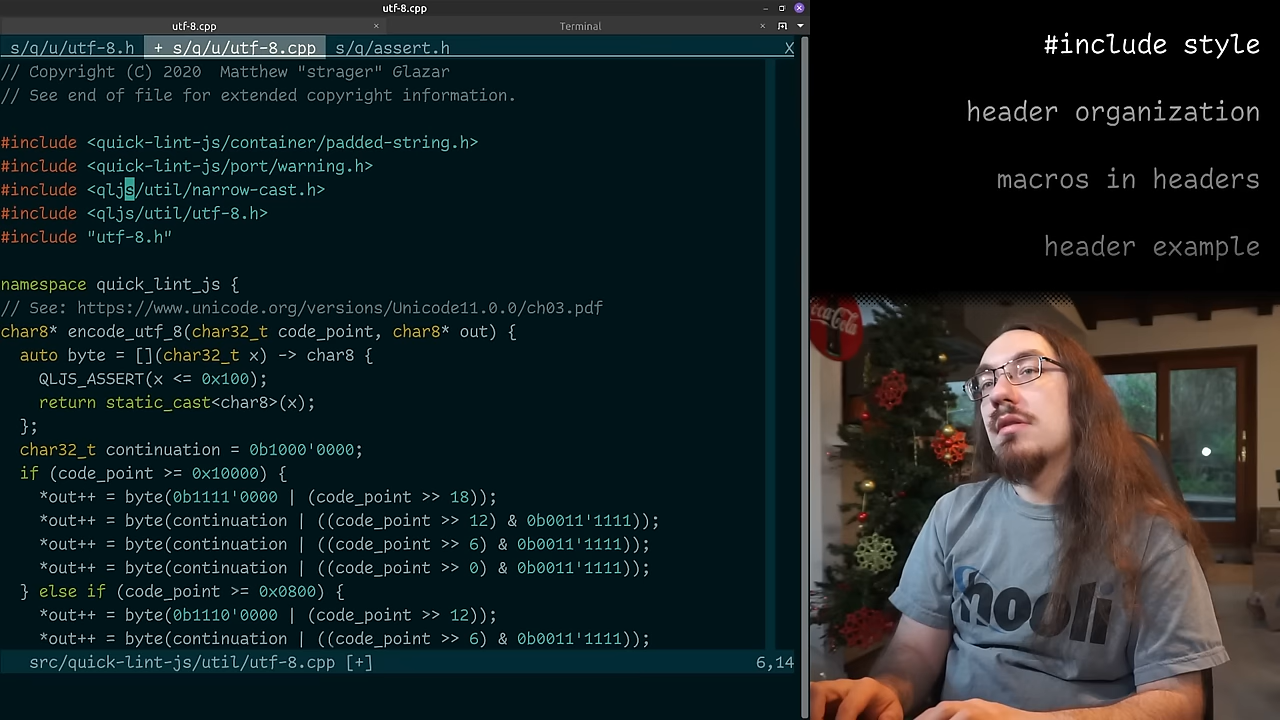 utf-8.cpp
utf-8.cpp × Terminal ×
s/q/u/utf-8.h + s/q/u/utf-8.cpp s/q/assert.h X
// Copyright (C) 2020  Matthew "strager" Glazar
// See end of file for extended copyright information.
#include <quick-lint-js/container/padded-string.h>
#include <quick-lint-js/port/warning.h>
#include <qljs/util/narrow-cast.h>
#include <qljs/util/utf-8.h>
#include "utf-8.h"
namespace quick_lint_js {
// See: https://www.unicode.org/versions/Unicode11.0.0/ch03.pdf
char8* encode_utf_8(char32_t code_point, char8* out) {
  auto byte = [](char32_t x) -> char8 {
    QLJS_ASSERT(x <= 0x100);
    return static_cast<char8>(x);
  };
  char32_t continuation = 0b1000'0000;
  if (code_point >= 0x10000) {
    *out++ = byte(0b1111'0000 | (code_point >> 18));
    *out++ = byte(continuation | ((code_point >> 12) & 0b0011'1111));
    *out++ = byte(continuation | ((code_point >> 6) & 0b0011'1111));
    *out++ = byte(continuation | ((code_point >> 0) & 0b0011'1111));
  } else if (code_point >= 0x0800) {
    *out++ = byte(0b1110'0000 | (code_point >> 12));
    *out++ = byte(continuation | ((code_point >> 6) & 0b0011'1111));
src/quick-lint-js/util/utf-8.cpp [+] 6,14
#include style
header organization
macros in headers
header example
Coca-Cola
hooli